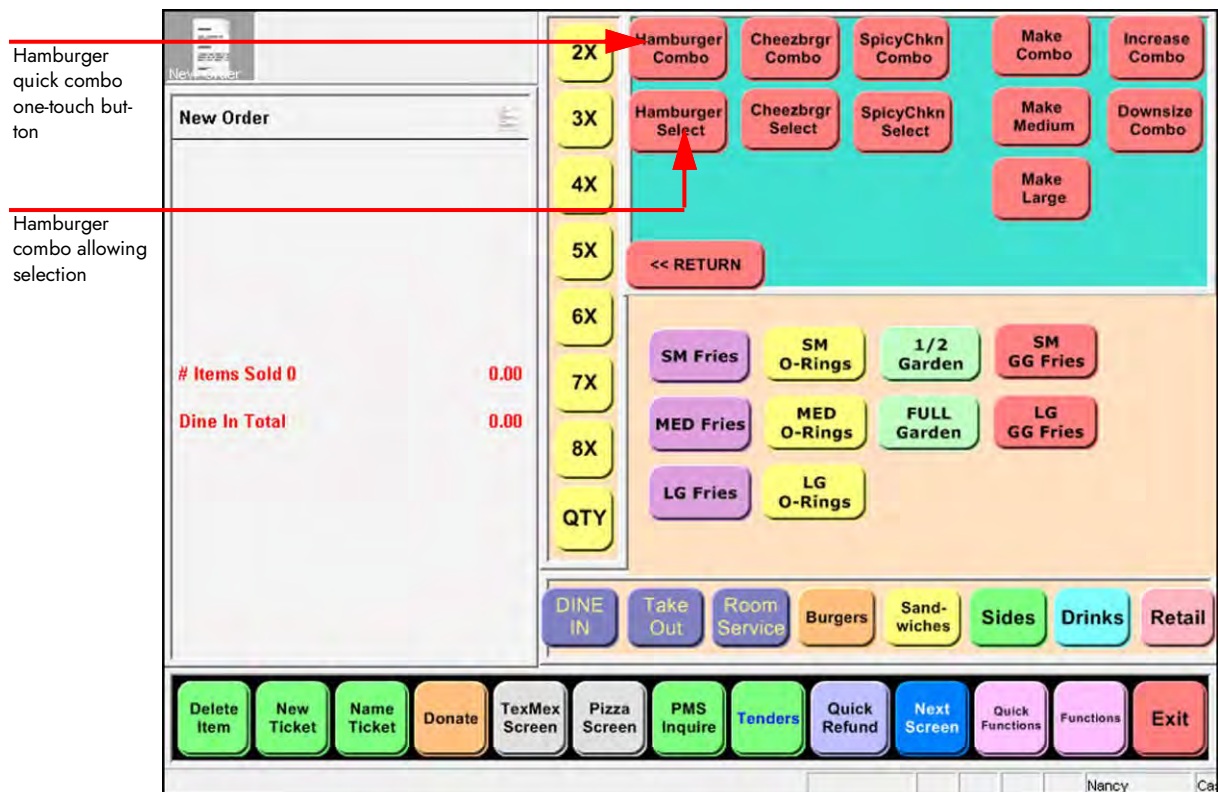 Hamburger
quick combo
one-touch but-
ton
Hamburger
combo allowing
selection
New Order
New Order
# Items Sold 0 0.00
Dine In Total 0.00
2X
3X
4X
5X
6X
7X
8X
QTY
Hamburger
Combo
Cheezbrgr
Combo
SpicyChkn
Combo
Make
Combo
Increase
Combo
Hamburger
Select
Cheezbrgr
Select
SpicyChkn
Select
Make
Medium
Downsize
Combo
Make
Large
<< RETURN
SM Fries
SM
O-Rings
1/2
Garden
SM
GG Fries
MED Fries
MED
O-Rings
FULL
Garden
LG
GG Fries
LG Fries
LG
O-Rings
DINE
IN
Take
Out
Room
Service
Burgers
Sand-
wiches
Sides
Drinks
Retail
Delete
Item
New
Ticket
Name
Ticket
Donate
TexMex
Screen
Pizza
Screen
PMS
Inquire
Tenders
Quick
Refund
Next
Screen
Quick
Functions
Functions
Exit
Nancy